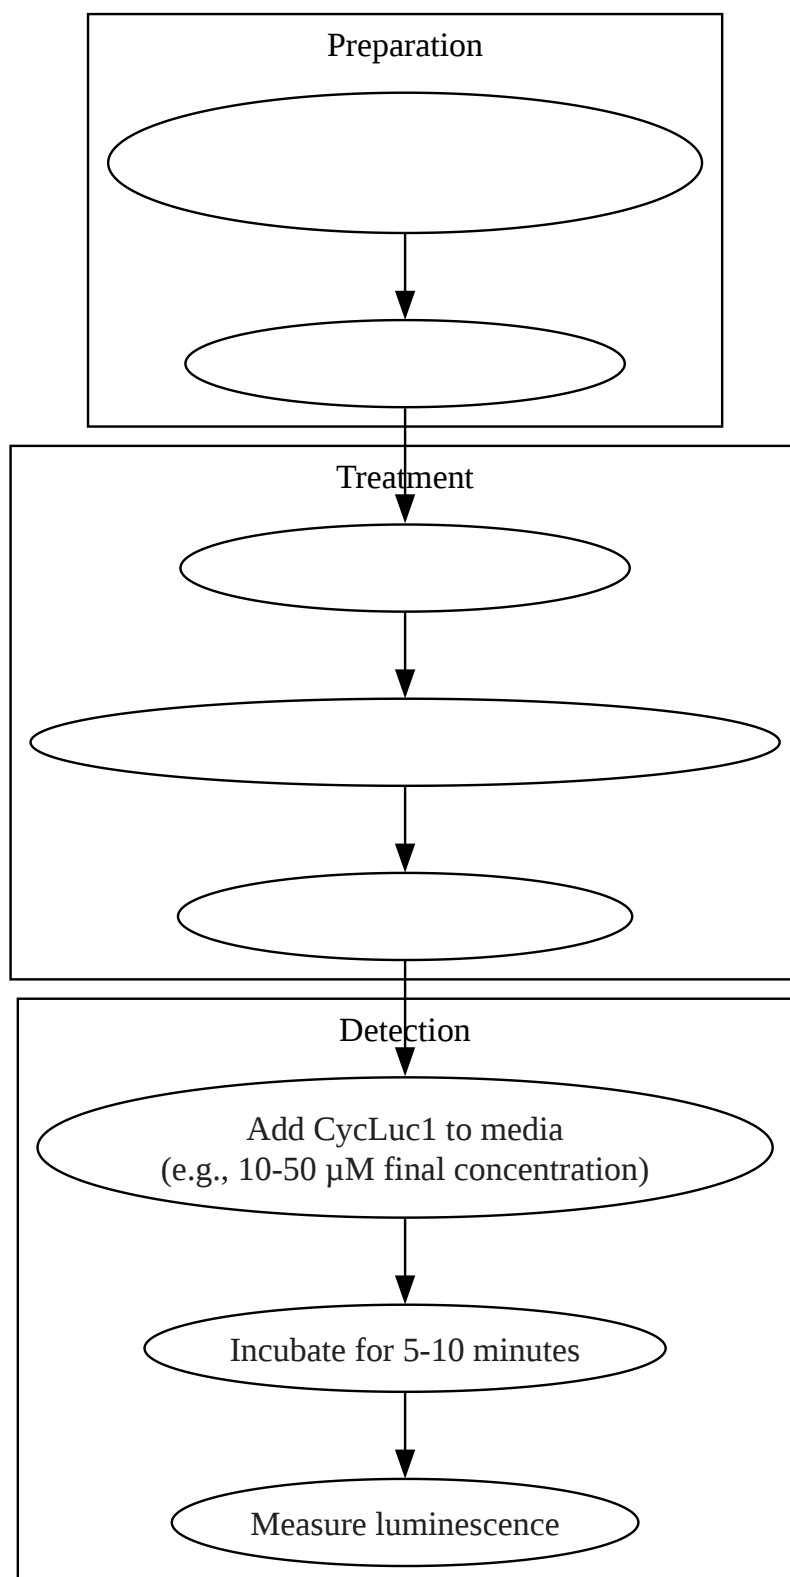 Preparation
Treatment
Detection
Add CycLuc1 to media
(e.g., 10-50 µM final concentration)
Incubate for 5-10 minutes
Measure luminescence